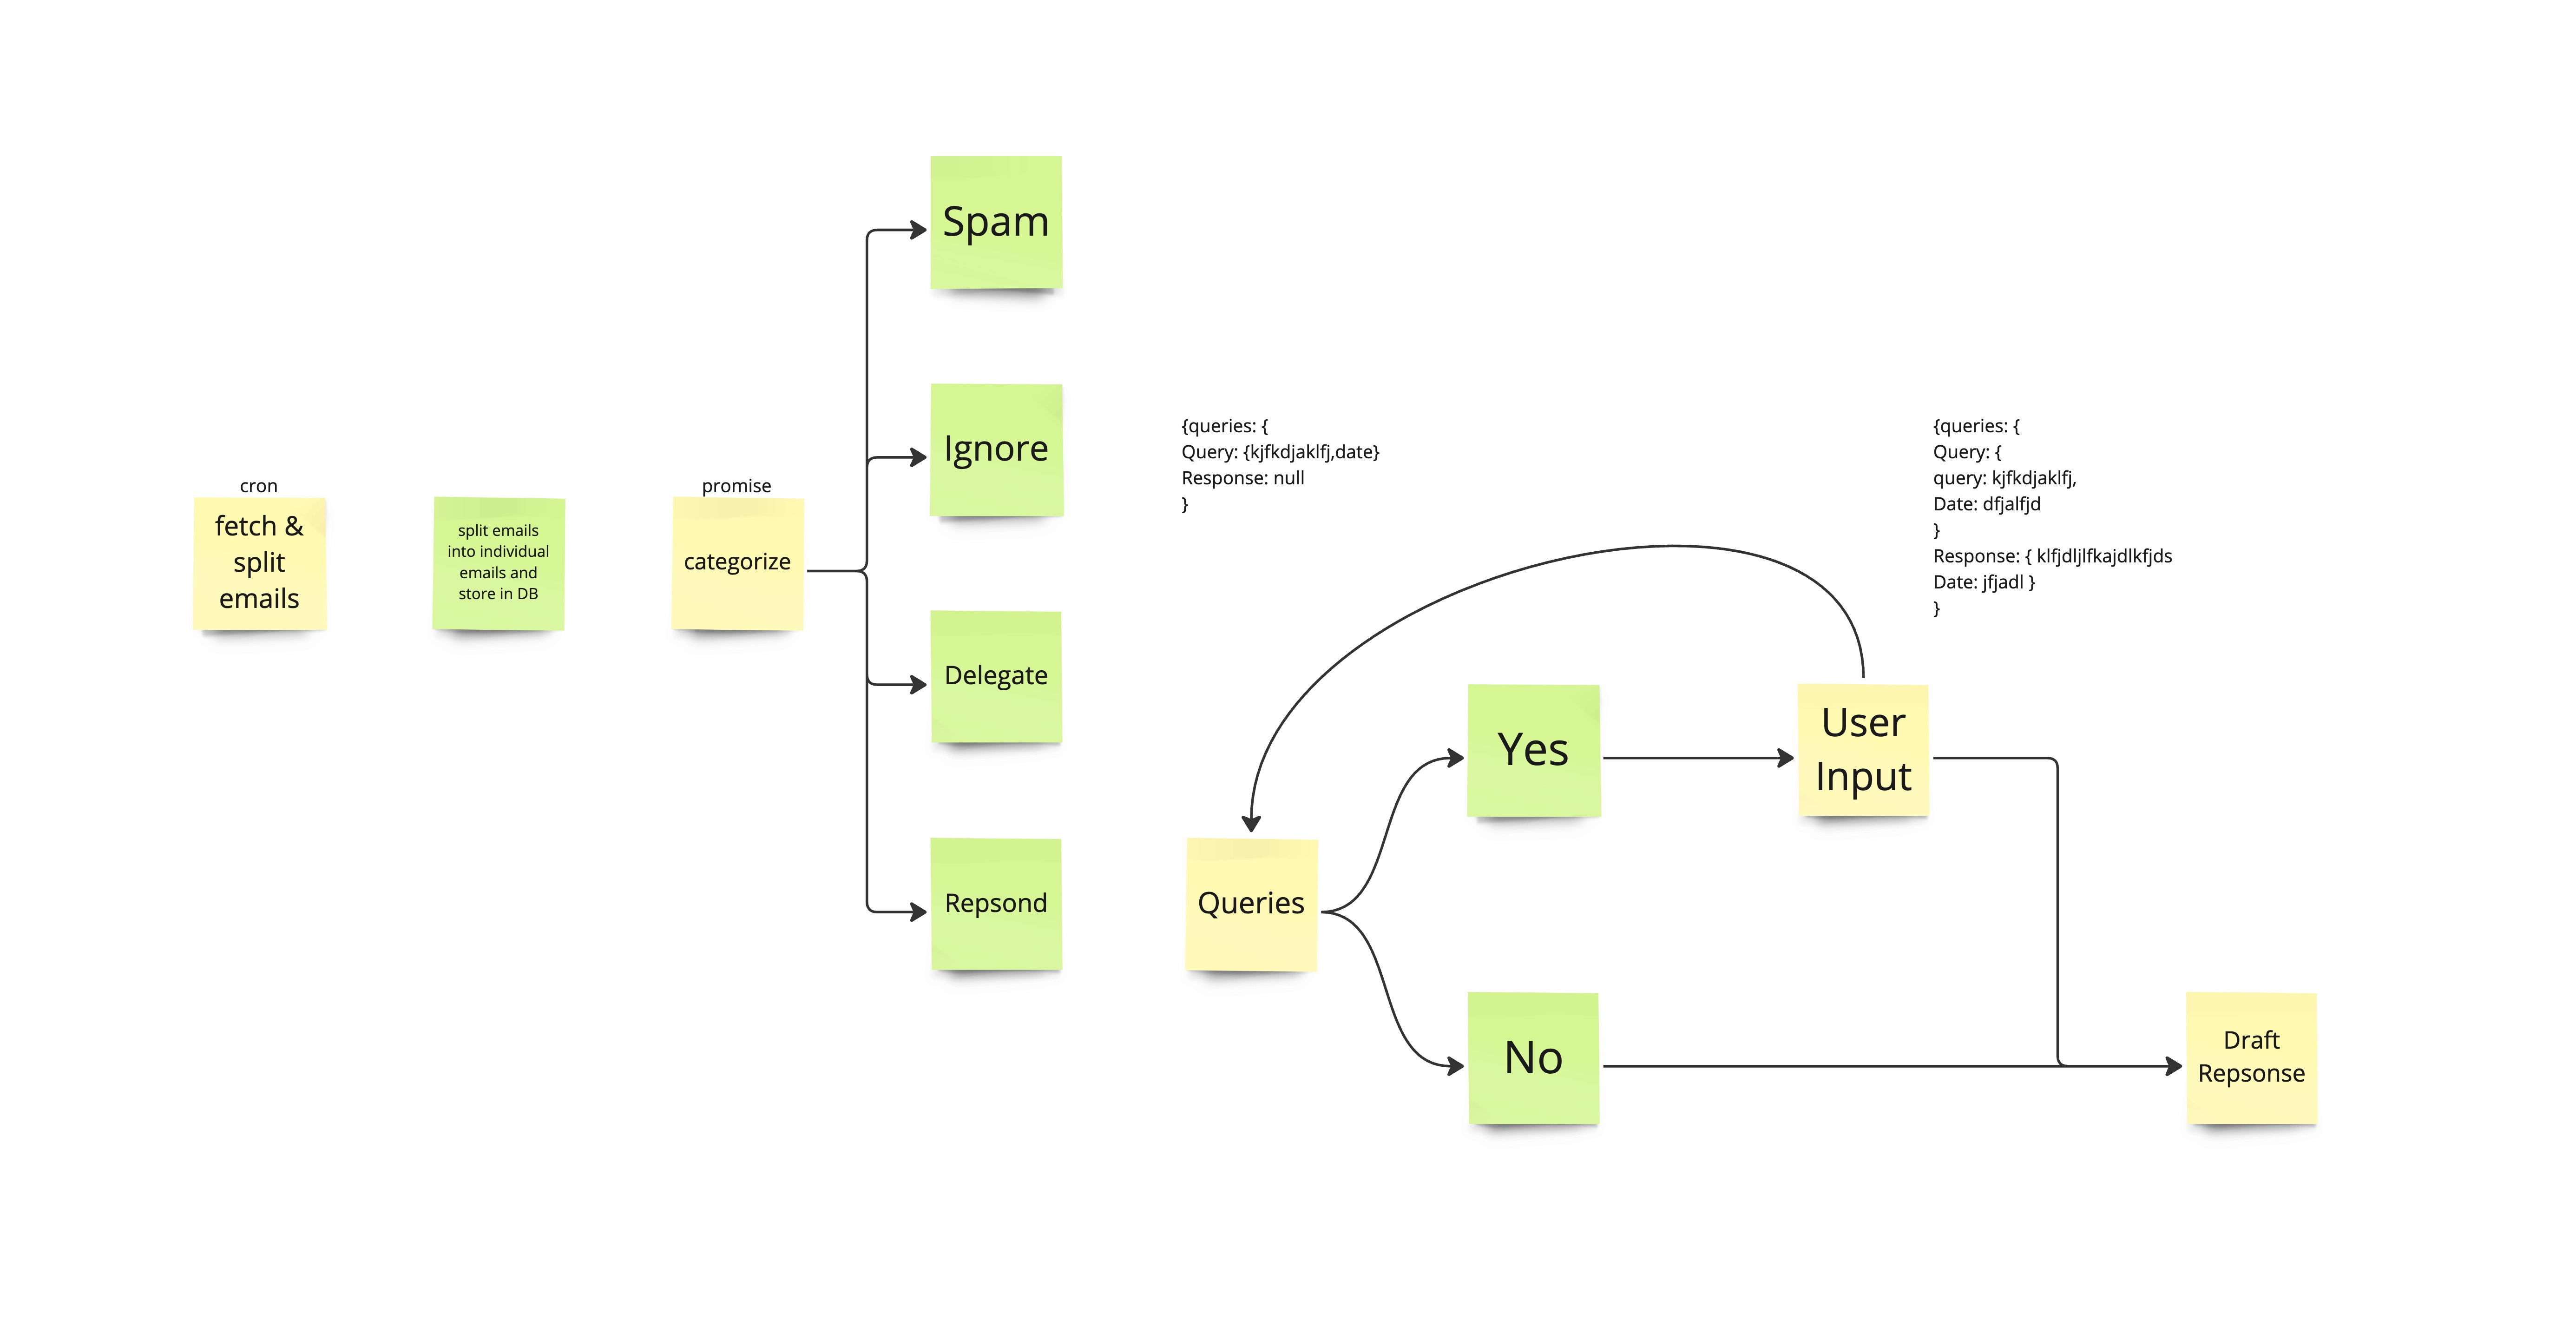 cron
fetch &
split
emails
split emails
into individual
emails and
store in DB
promise
categorize
Spam
Ignore
Delegate
Repsond
{queries: {
Query: {kjfkdjaklfj,date}
Response: null
}
Queries
Yes
No
User
Input
{queries: {
Query: {
query: kjfkdjaklfj,
Date: dfjalfjd
}
Response: { klfjdljlfkajdlkfjds
Date: jfjadl }
}
Draft
Repsonse